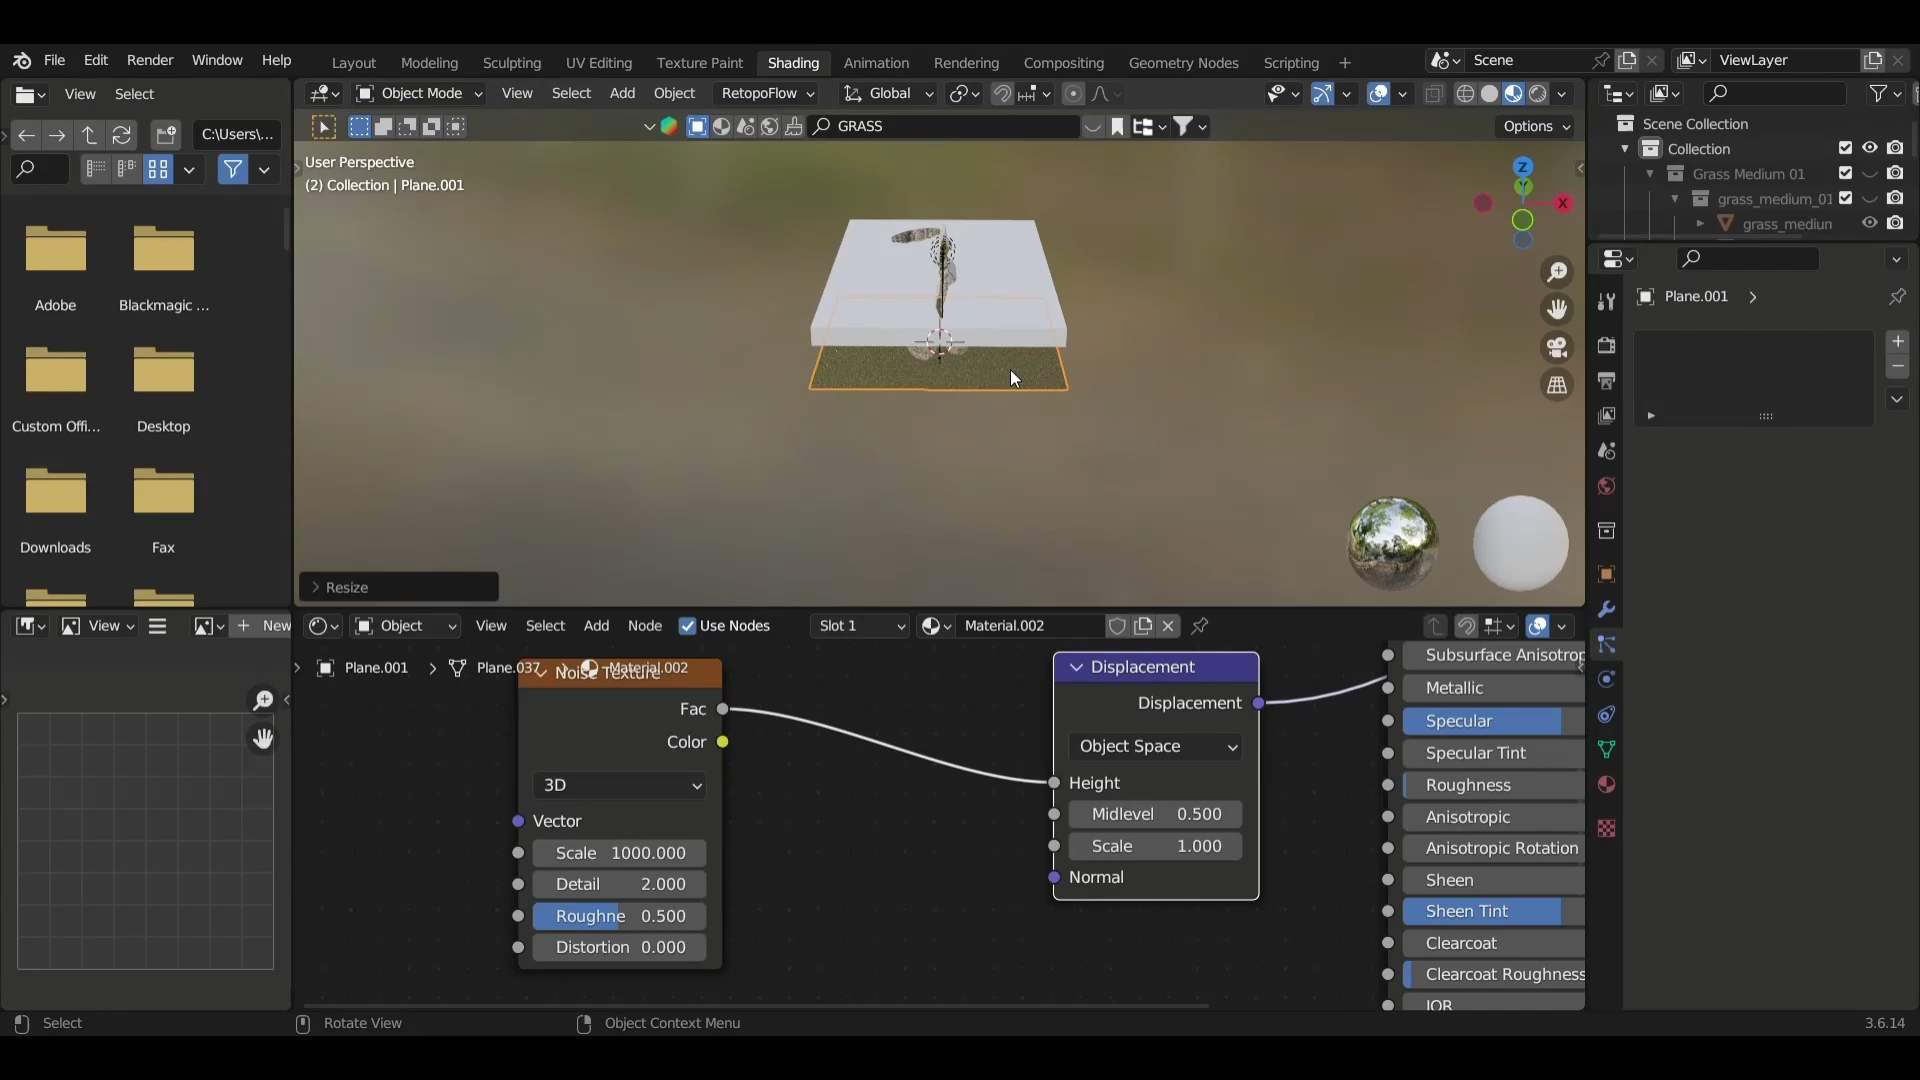 File Edit Render Window Help
Layout Modeling Sculpting UV Editing Texture Paint Shading Animation Rendering Compositing Geometry Nodes Scripting
Scene
ViewLayer
View Select
Object Mode View Select Add Object RetopoFlow Global
C:\Users\...
GRASS
Options
User Perspective
(2) Collection | Plane.001
Z
Y
X
Adobe
Blackmagic ...
Custom Offi...
Desktop
Downloads
Fax
Resize
Scene Collection
Collection
Grass Medium 01
grass_medium_01
grass_mediun
Plane.001
View
New
Object View Select Add Node Use Nodes Slot 1 Material.002
Plane.001 Plane.037 Material.002
Noise Texture
Fac
Color
3D
Vector
Scale 1000.000
Detail 2.000
Roughne 0.500
Distortion 0.000
Displacement
Displacement
Object Space
Height
Midlevel 0.500
Scale 1.000
Normal
Subsurface Anisotrop
Metallic
Specular
Specular Tint
Roughness
Anisotropic
Anisotropic Rotation
Sheen
Sheen Tint
Clearcoat
Clearcoat Roughness
IOR
Select
Rotate View
Object Context Menu
3.6.14